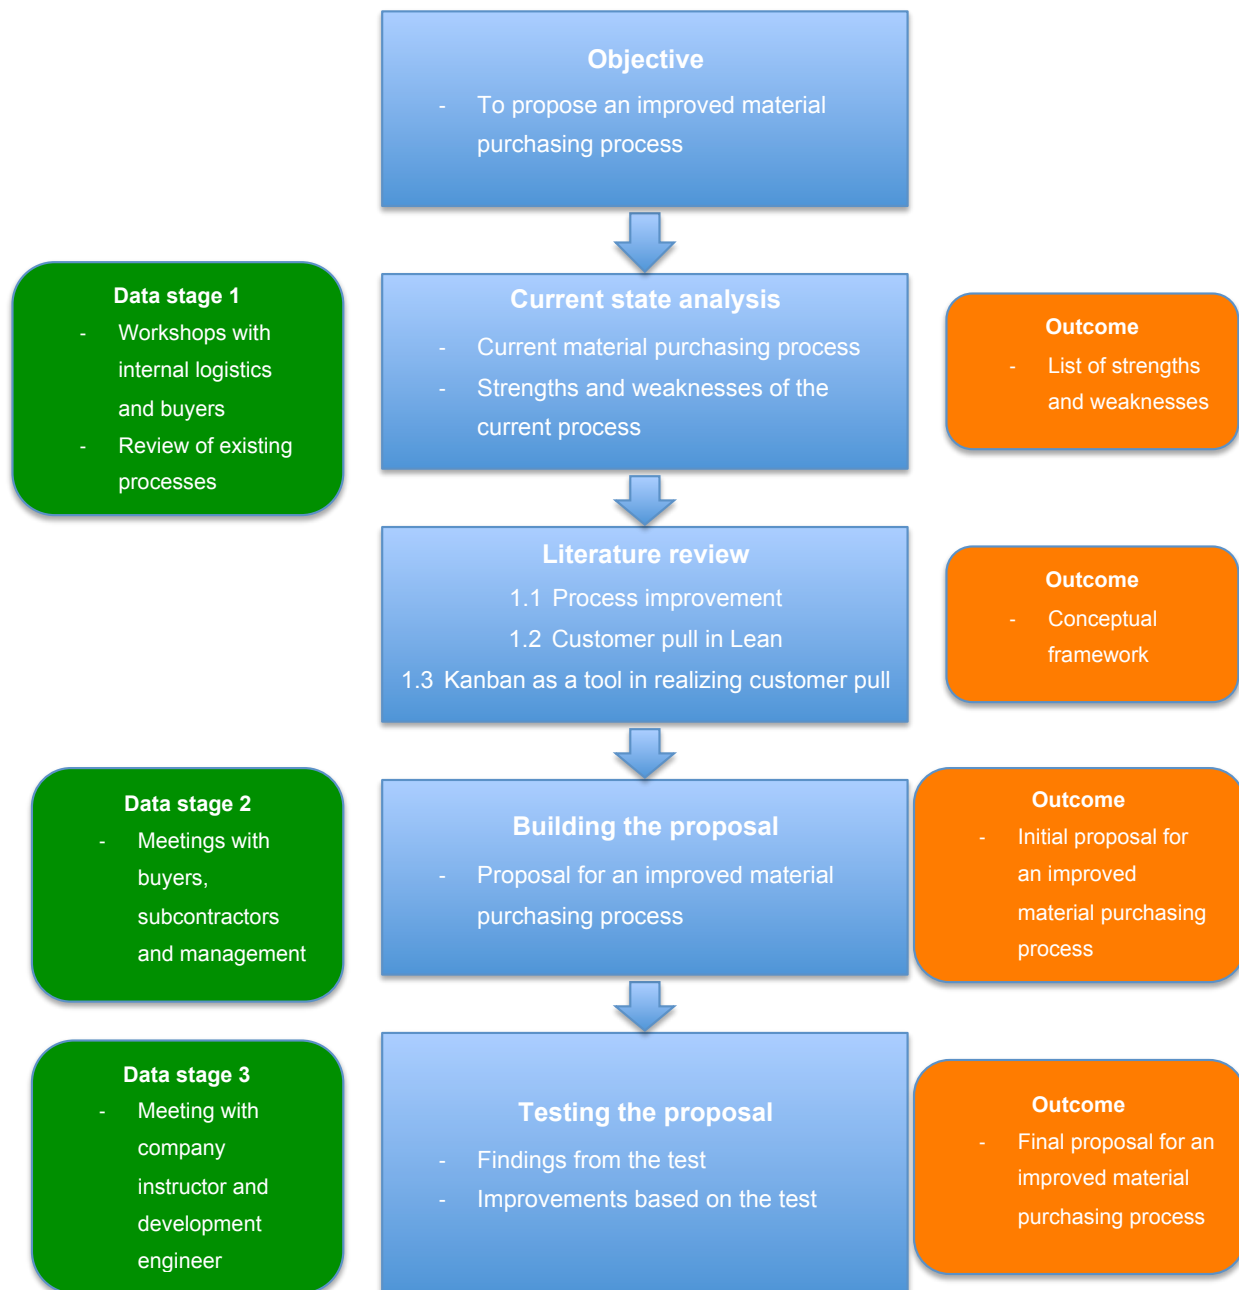 Objective
- To propose an improved material
purchasing process
Data stage 1
- Workshops with
internal logistics
and buyers
- Review of existing
processes
Current state analysis
- Current material purchasing process
- Strengths and weaknesses of the
current process
Outcome
- List of strengths
and weaknesses
Literature review
1.1 Process improvement
1.2 Customer pull in Lean
1.3 Kanban as a tool in realizing customer pull
Outcome
- Conceptual
framework
Data stage 2
- Meetings with
buyers,
subcontractors
and management
Building the proposal
- Proposal for an improved material
purchasing process
Outcome
- Initial proposal for
an improved
material purchasing
process
Data stage 3
- Meeting with
company
instructor and
development
engineer
Testing the proposal
- Findings from the test
- Improvements based on the test
Outcome
- Final proposal for an
improved material
purchasing process